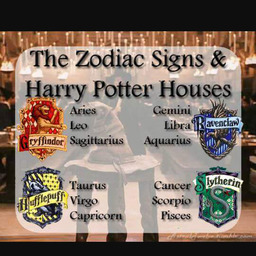 The Zodiac Signs &
Harry Potter Houses
Aries
Leo
Sagittarius
Gryffindor
Gemini
Libra
Aquarius
Ravenclaw
Taurus
Virgo
Capricorn
Hufflepuff
Cancer
Scorpio
Pisces
Slytherin